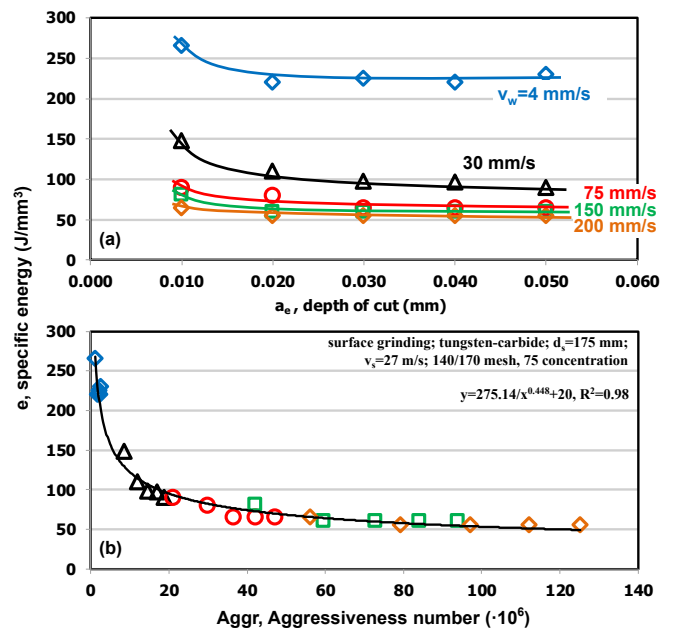 300
250
200
150
100
50
0
v_w=4 mm/s
30 mm/s
75 mm/s
150 mm/s
200 mm/s
(a)
0.000 0.010 0.020 0.030 0.040 0.050 0.060
a_e , depth of cut (mm)
e, specific energy (J/mm³)
300
250
200
150
100
50
0
surface grinding; tungsten-carbide; d_s=175 mm;
v_s=27 m/s; 140/170 mesh, 75 concentration
y=275.14/x^0.448+20, R²=0.98
(b)
0 20 40 60 80 100 120 140
Aggr, Aggressiveness number (·10⁶)